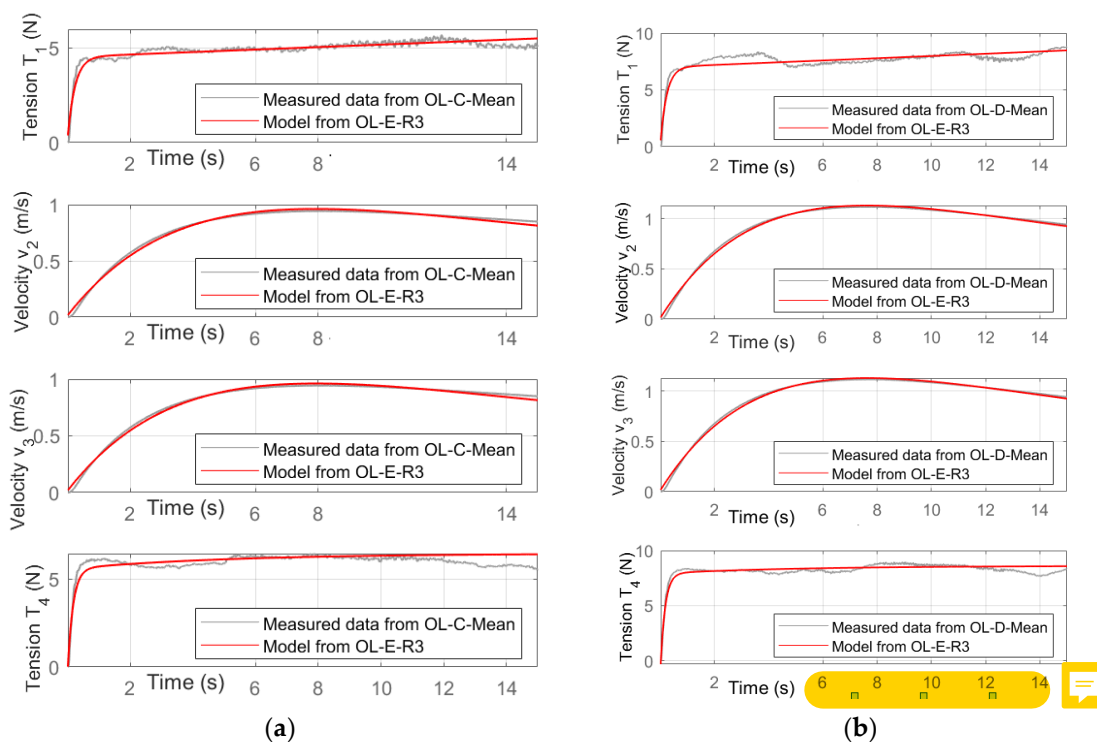 Tension T1 (N)
5
0
2
Time (s)
6
8
14
Measured data from OL-C-Mean
Model from OL-E-R3
Velocity v2 (m/s)
1
0.5
0
2
Time (s)
6
8
14
Measured data from OL-C-Mean
Model from OL-E-R3
Velocity v3 (m/s)
1
0.5
0
2
Time (s)
6
8
14
Measured data from OL-C-Mean
Model from OL-E-R3
Tension T4 (N)
5
0
2
Time (s)
6
8
10
12
14
Measured data from OL-C-Mean
Model from OL-E-R3
(a)
Tension T1 (N)
10
5
0
2
Time (s)
6
8
10
12
14
Measured data from OL-D-Mean
Model from OL-E-R3
Velocity v2 (m/s)
1
0.5
0
2
Time (s)
6
8
10
12
14
Measured data from OL-D-Mean
Model from OL-E-R3
Velocity v3 (m/s)
1
0.5
0
2
Time (s)
6
8
10
12
14
Measured data from OL-D-Mean
Model from OL-E-R3
Tension T4 (N)
10
5
0
2
Time (s)
6
8
10
12
14
Measured data from OL-D-Mean
Model from OL-E-R3
(b)